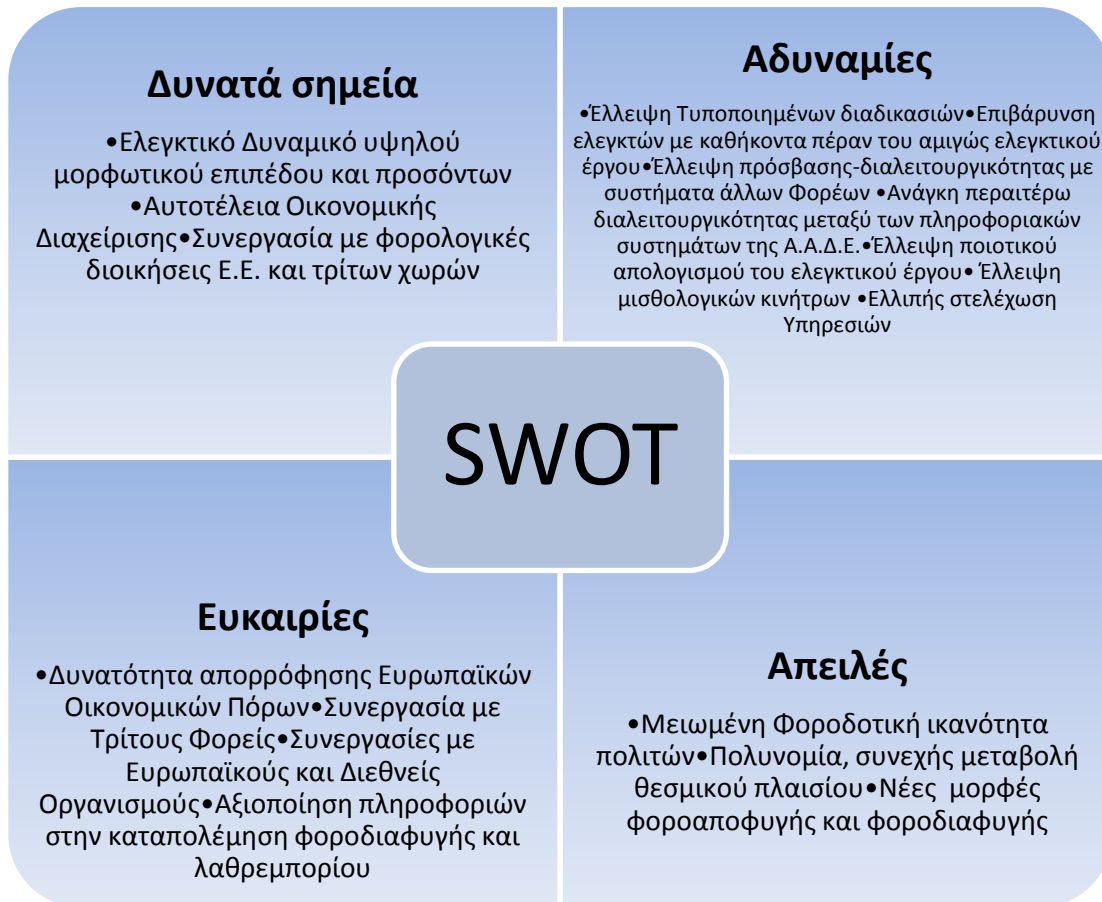 Δυνατά σημεία
•Ελεγκτικό Δυναμικό υψηλού
μορφωτικού επιπέδου και προσόντων
•Αυτοτέλεια Οικονομικής
Διαχείρισης•Συνεργασία με φορολογικές
διοικήσεις Ε.Ε. και τρίτων χωρών
Αδυναμίες
•Έλλειψη Τυποποιημένων διαδικασιών•Επιβάρυνση
ελεγκτών με καθήκοντα πέραν του αμιγώς ελεγκτικού
έργου•Έλλειψη πρόσβασης-διαλειτουργικότητας με
συστήματα άλλων Φορέων •Ανάγκη περαιτέρω
διαλειτουργικότητας μεταξύ των πληροφοριακών
συστημάτων της Α.Α.Δ.Ε.•Έλλειψη ποιοτικού
απολογισμού του ελεγκτικού έργου• Έλλειψη
μισθολογικών κινήτρων •Ελλιπής στελέχωση
Υπηρεσιών
SWOT
Ευκαιρίες
•Δυνατότητα απορρόφησης Ευρωπαϊκών
Οικονομικών Πόρων•Συνεργασία με
Τρίτους Φορείς•Συνεργασίες με
Ευρωπαϊκούς και Διεθνείς
Οργανισμούς•Αξιοποίηση πληροφοριών
στην καταπολέμηση φοροδιαφυγής και
λαθρεμπορίου
Απειλές
•Μειωμένη Φοροδοτική ικανότητα
πολιτών•Πολυνομία, συνεχής μεταβολή
θεσμικού πλαισίου•Νέες  μορφές
φοροαποφυγής και φοροδιαφυγής